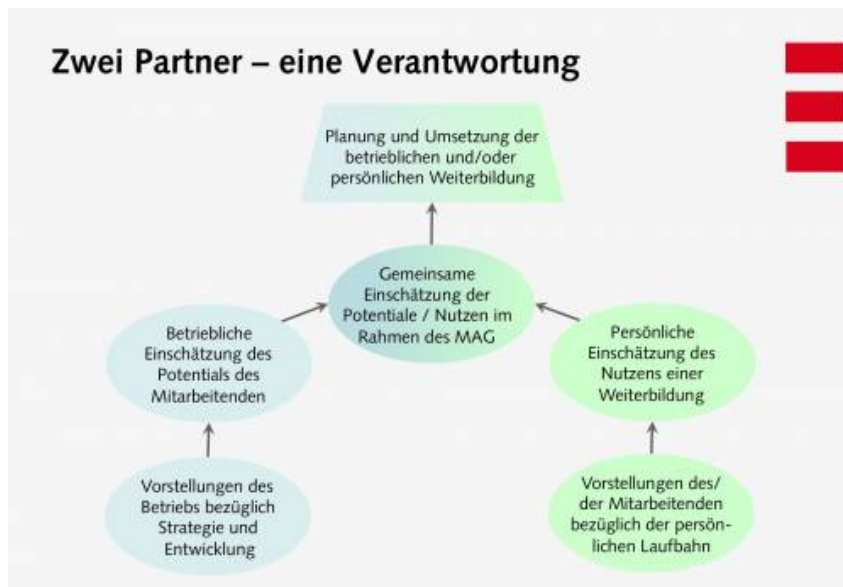 Zwei Partner – eine Verantwortung
Planung und Umsetzung der
betrieblichen und/oder
persönlichen Weiterbildung
Gemeinsame
Einschätzung der
Potentiale / Nutzen im
Rahmen des MAG
Betriebliche
Einschätzung des
Potentials des
Mitarbeitenden
Persönliche
Einschätzung des
Nutzens einer
Weiterbildung
Vorstellungen des
Betriebs bezüglich
Strategie und
Entwicklung
Vorstellungen des/
der Mitarbeitenden
bezüglich der persön-
lichen Laufbahn